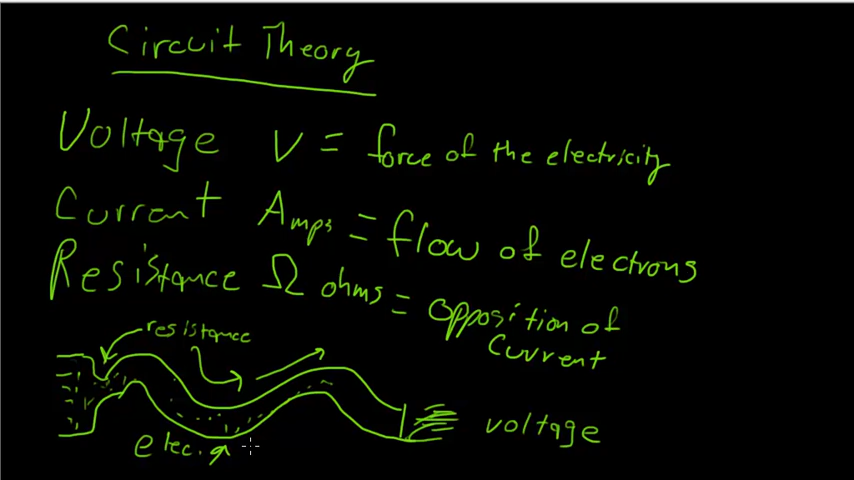 Circuit Theory
Voltage V = force of the electricity
Current Amps = flow of electrons
Resistance Ω ohms = opposition of
current
resistance
voltage
elec.